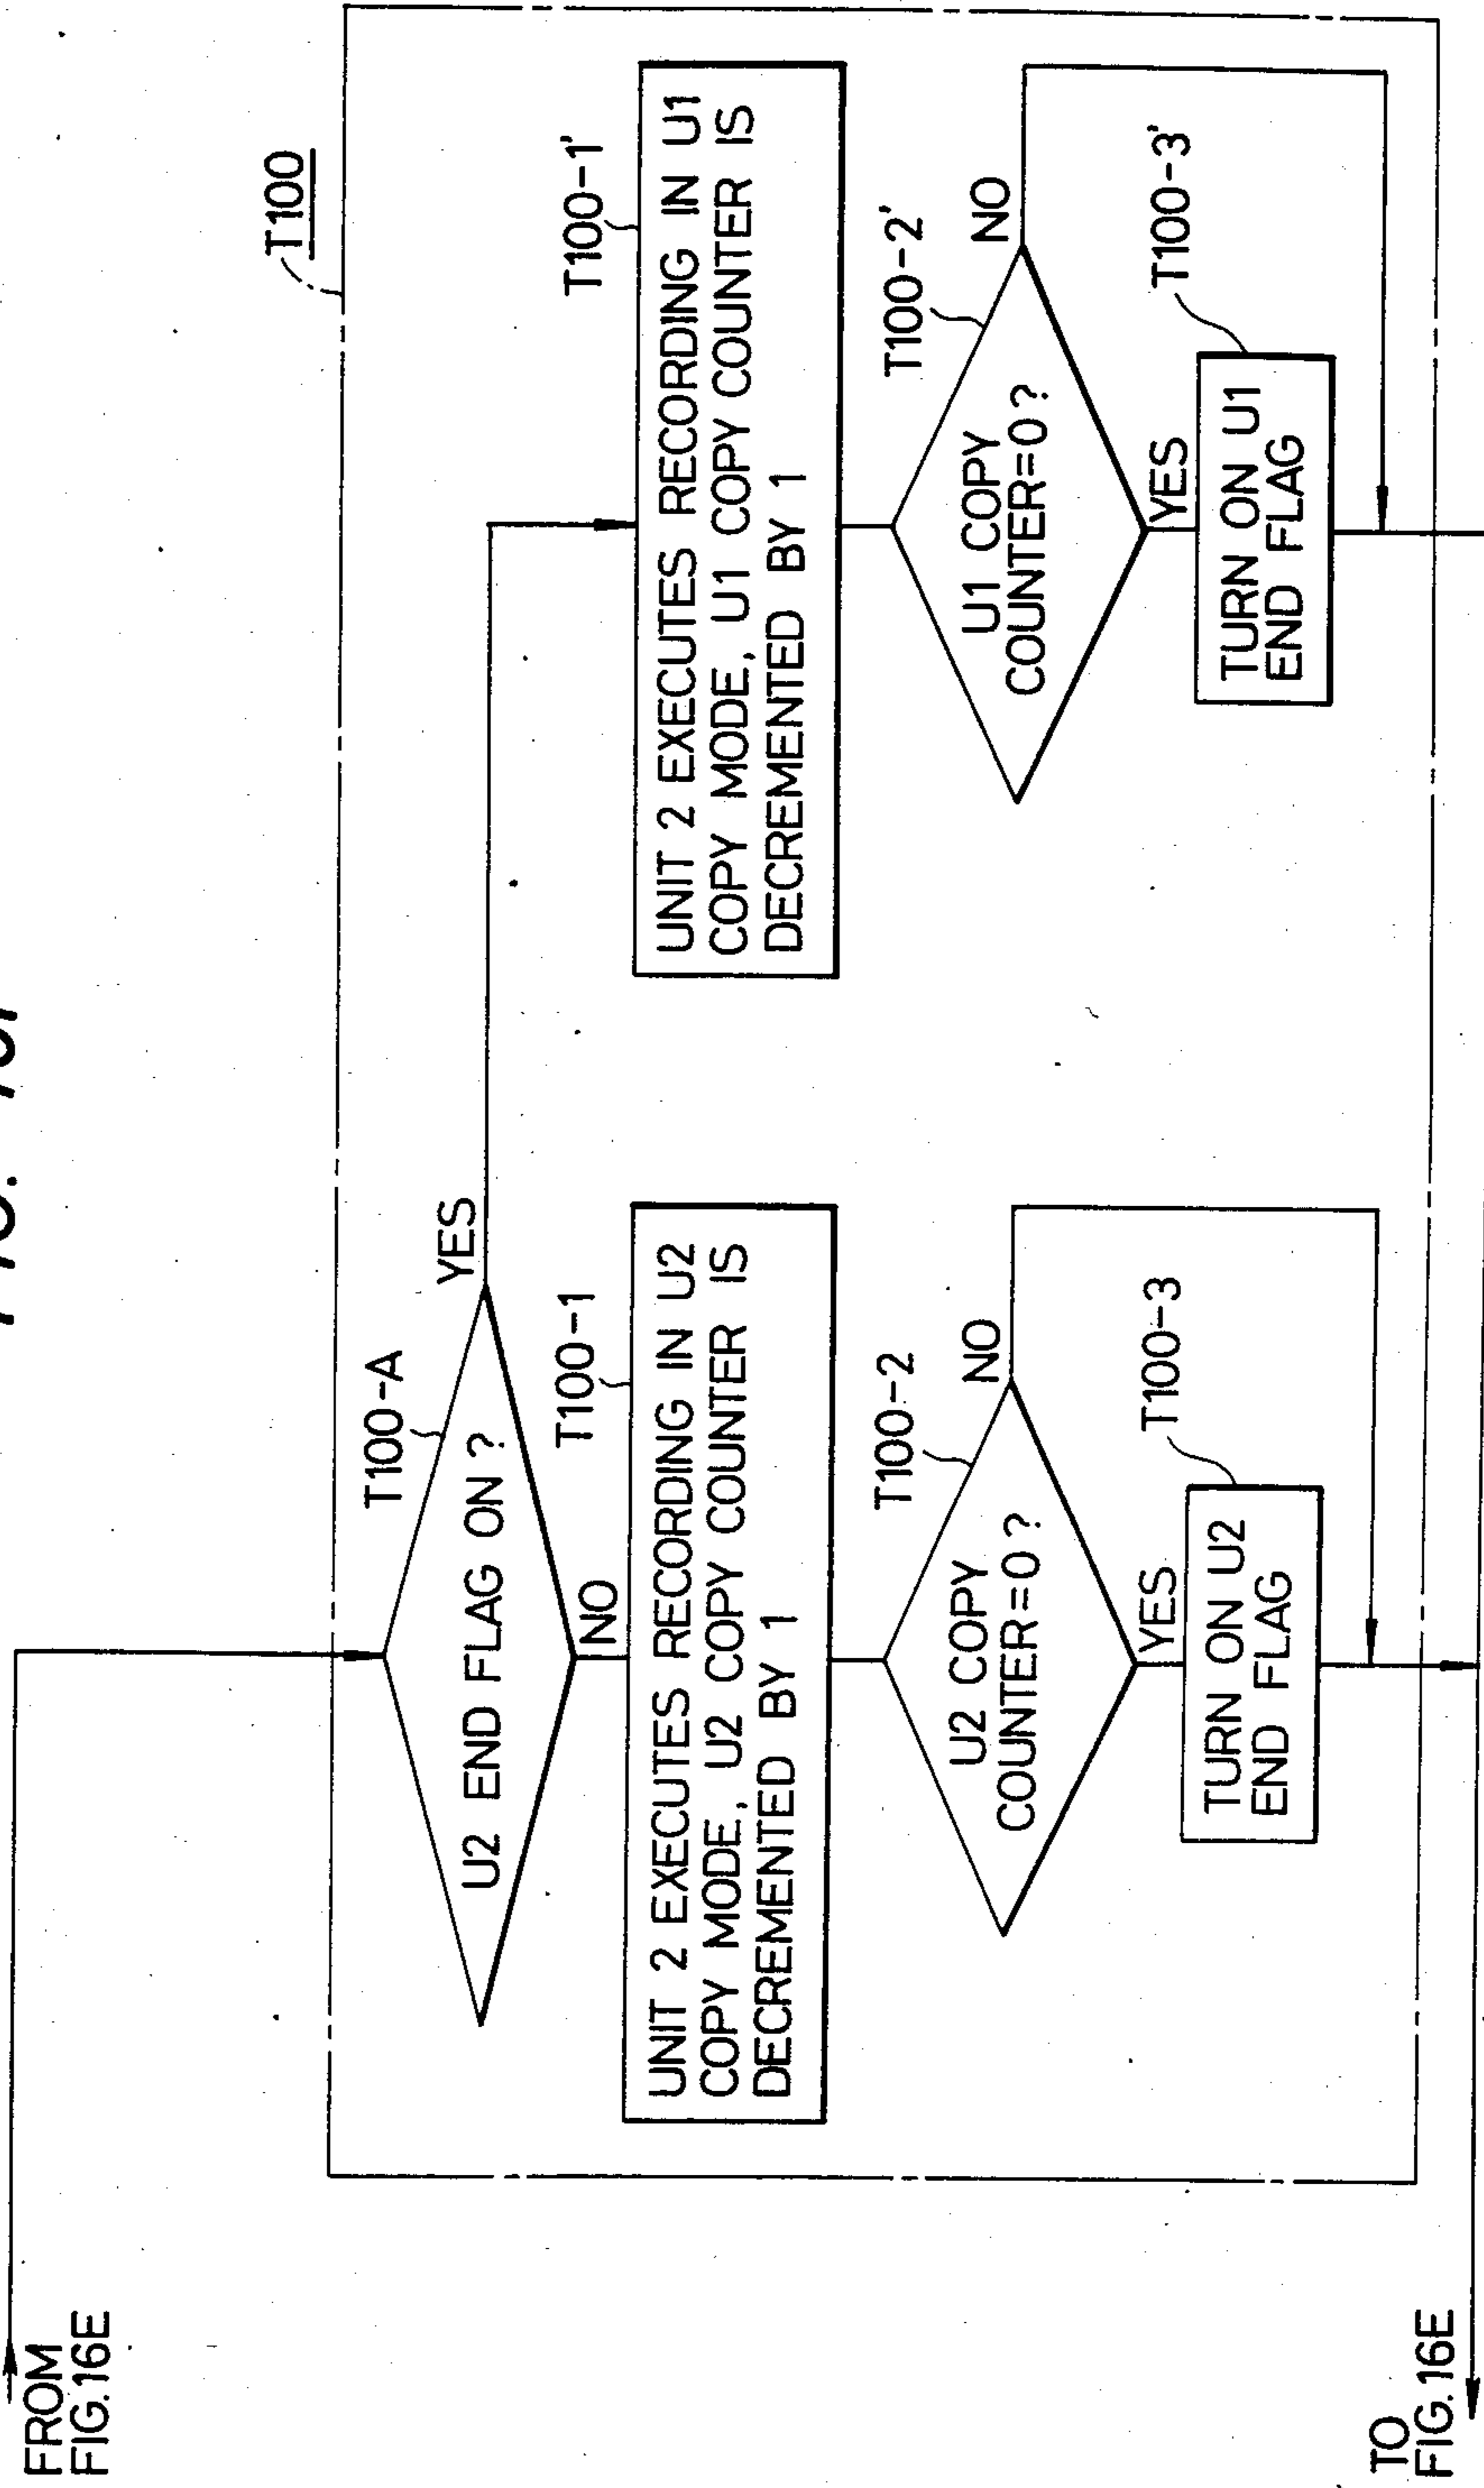 FROM
FIG.16E
T100
T100-A
U2 END FLAG ON ?
YES
NO
T100-1
UNIT 2 EXECUTES RECORDING IN U2
COPY MODE, U2 COPY COUNTER IS
DECREMENTED BY 1
T100-2
U2 COPY
COUNTER=0 ?
NO
YES
T100-3
TURN ON U2
END FLAG
T100-1'
UNIT 2 EXECUTES RECORDING IN U1
COPY MODE, U1 COPY COUNTER IS
DECREMENTED BY 1
T100-2'
U1 COPY
COUNTER=0 ?
NO
YES
T100-3'
TURN ON U1
END FLAG
TO
FIG.16E